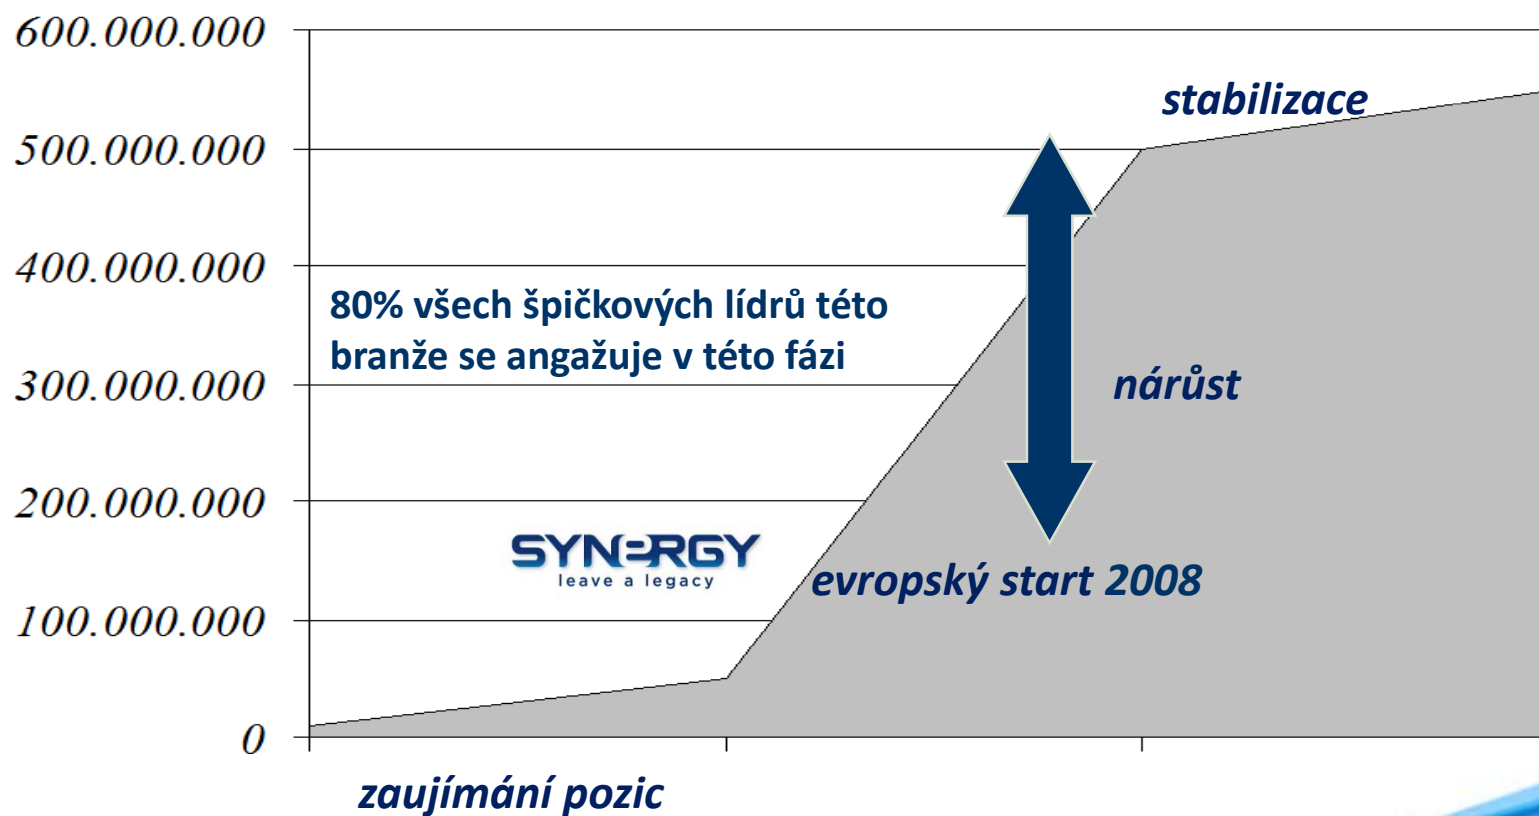 600.000.000
stabilizace
500.000.000
400.000.000
80% všech špičkových lídrů této
branže se angažuje v této fázi
300.000.000
nárůst
200.000.000
SYNERGY
leave a legacy
evropský start 2008
100.000.000
0
zaujímání pozic